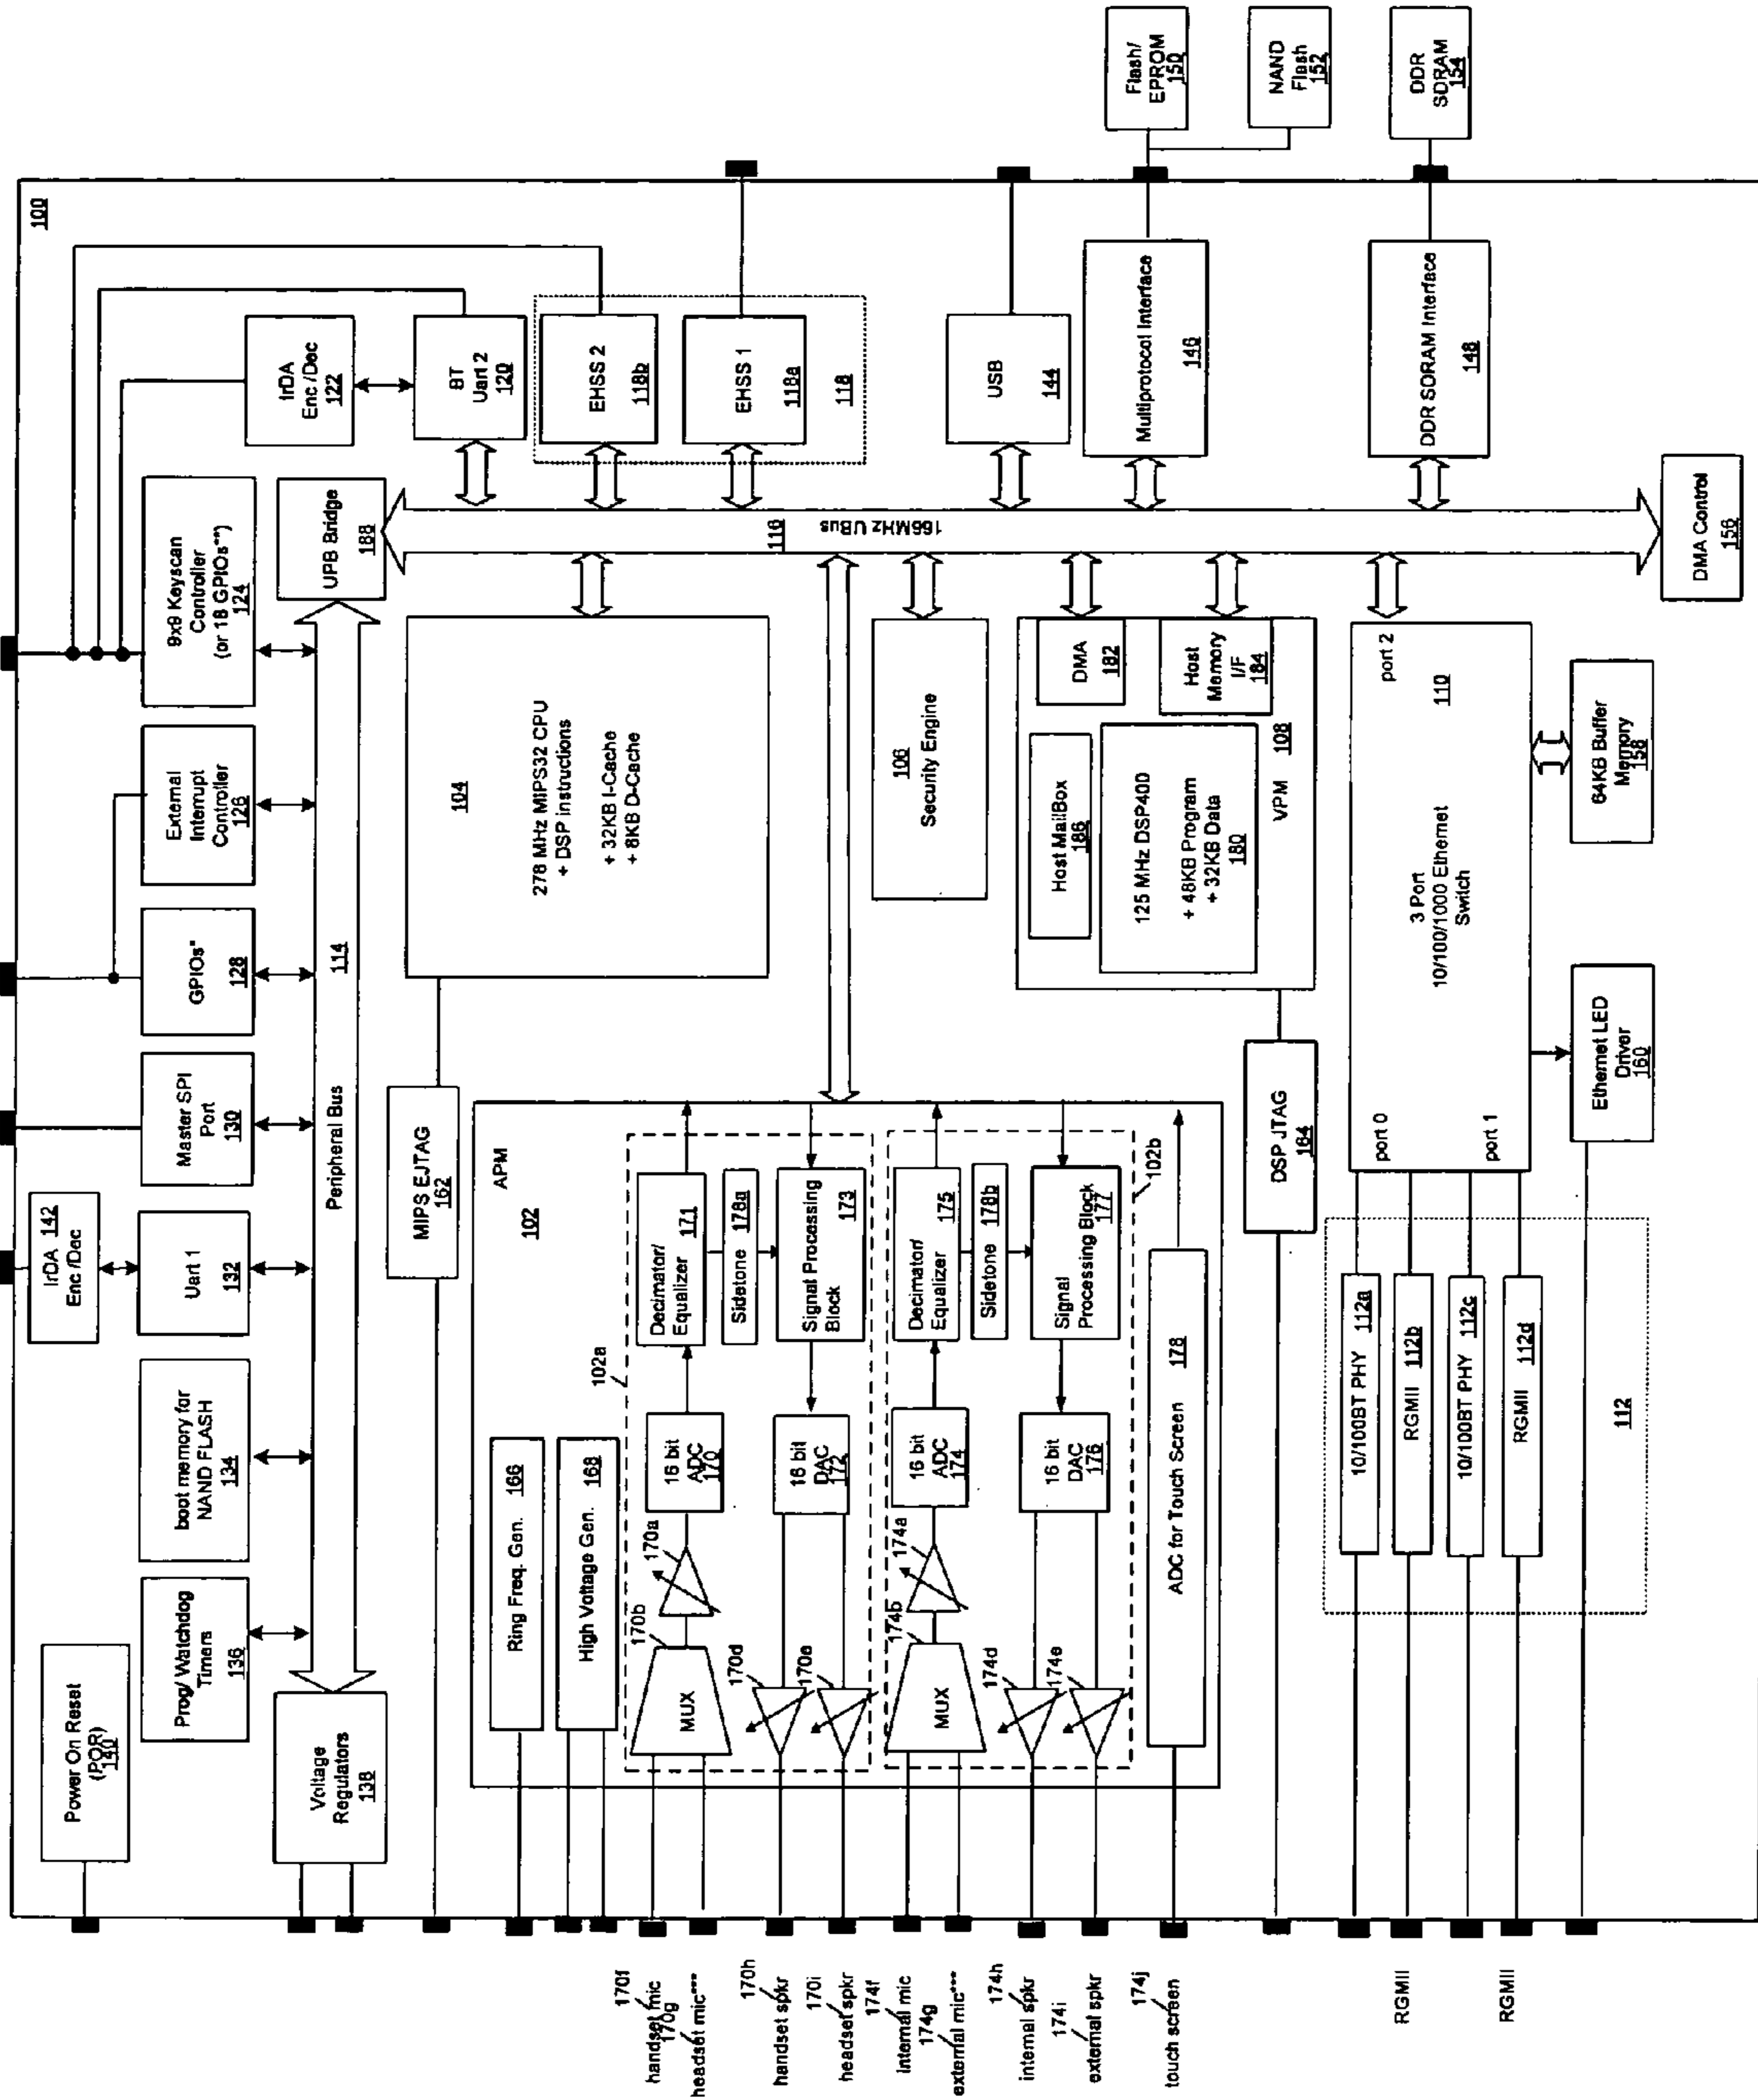 100
Power On Reset
(POR)
140
Prog/ Watchdog
Timers
136
boot memory for
NAND FLASH
134
IrDA 142
Enc /Dec
Uart 1
132
Master SPI
Port
130
GPIOs*
128
External
Interrupt
Controller
126
9x9 Keyscan
Controller
(or 18 GPIOs**)
124
IrDA
Enc /Dec
122
Voltage
Regulators
138
Peripheral Bus
114
UPB Bridge
188
BT
Uart 2
120
EHSS 2
118b
EHSS 1
118a
118
MIPS EJTAG
162
104
278 MHz MIPS32 CPU
+ DSP instructions
+ 32KB I-Cache
+ 8KB D-Cache
116
166MHz UBus
APM
102
Ring Freq. Gen. 166
High Voltage Gen. 168
102a
MUX
170b
170a
16 bit
ADC
170
Decimator/
Equalizer
171
Sidetone 178a
Signal Processing
Block
173
16 bit
DAC
172
170d
170e
MUX
174b
174a
16 bit
ADC
174
Decimator/
Equalizer
175
Sidetone 178b
Signal
Processing Block
177
16 bit
DAC
176
174d
174e
102b
ADC for Touch Screen 178
106
Security Engine
DMA
182
Host
Memory
I/F
184
Host MailBox
186
125 MHz DSP400
+ 48KB Program
+ 32KB Data
180
VPM 108
DSP JTAG
164
USB
144
Multiprotocol Interface
146
DDR SDRAM Interface
148
Flash/
EPROM
150
NAND
Flash
152
DDR
SDRAM
154
DMA Control
156
port 0
port 1
port 2
3 Port
10/100/1000 Ethernet
Switch
110
64KB Buffer
Memory
158
Ethernet LED
Driver
160
10/100BT PHY 112a
RGMII 112b
10/100BT PHY 112c
RGMII 112d
112
170f
handset mic
170g
headset mic***
170h
handset spkr
170i
headset spkr
174f
internal mic
174g
external mic***
174h
internal spkr
174i
external spkr
174j
touch screen
RGMII
RGMII